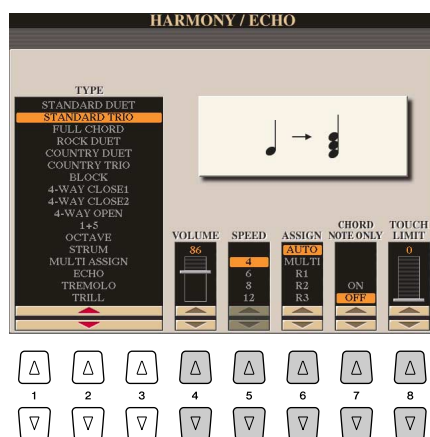 HARMONY / ECHO
TYPE
STANDARD DUET
STANDARD TRIO
FULL CHORD
ROCK DUET
COUNTRY DUET
COUNTRY TRIO
BLOCK
4-WAY CLOSE1
4-WAY CLOSE2
4-WAY OPEN
1+5
OCTAVE
STRUM
MULTI ASSIGN
ECHO
TREMOLO
TRILL
VOLUME
86
SPEED
4
6
8
12
ASSIGN
AUTO
MULTI
R1
R2
R3
CHORD
NOTE ONLY
ON
OFF
TOUCH
LIMIT
0
1 2 3 4 5 6 7 8